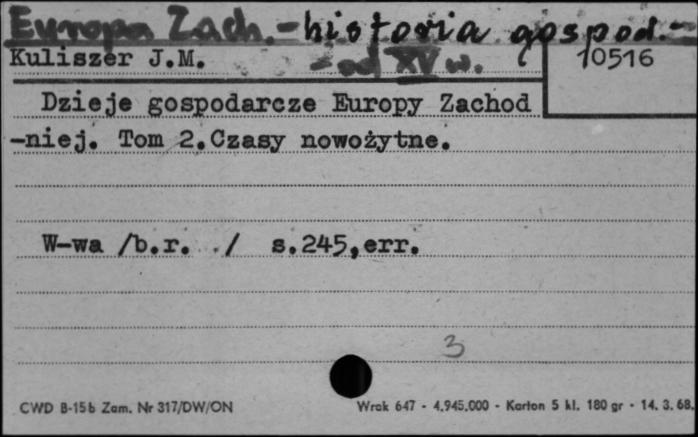 Europa Zach. - historia gospod. -
Kuliszer J.M. - od XV w. 10516
Dzieje gospodarcze Europy Zachod
-niej. Tom 2.Czasy nowożytne.
W-wa /b.r. / s.245,err.
3
CWD B-15b Zam. Nr 317/DW/ON Wrak 647 - 4.945.000 - Karton 5 kl. 180 gr - 14. 3. 68.